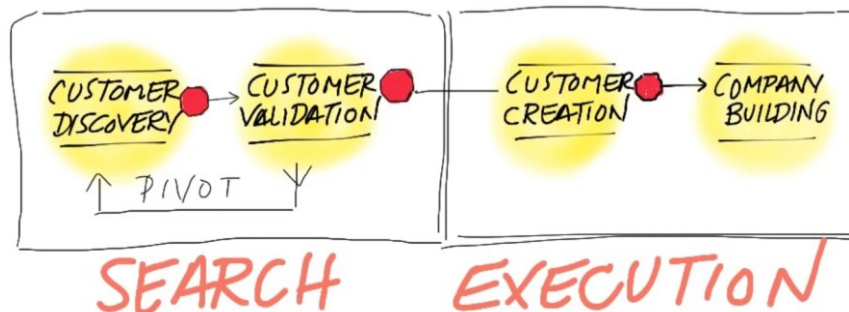 CUSTOMER
DISCOVERY
CUSTOMER
VALIDATION
CUSTOMER
CREATION
COMPANY
BUILDING
PIVOT
SEARCH
EXECUTION